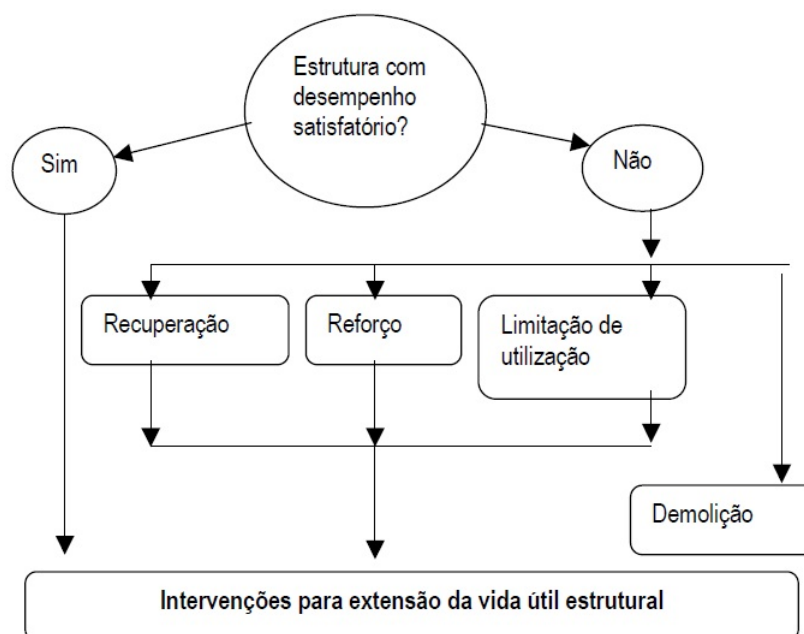 Estrutura com
desempenho
satisfatório?
Sim
Não
Recuperação
Reforço
Limitação de
utilização
Demolição
Intervenções para extensão da vida útil estrutural